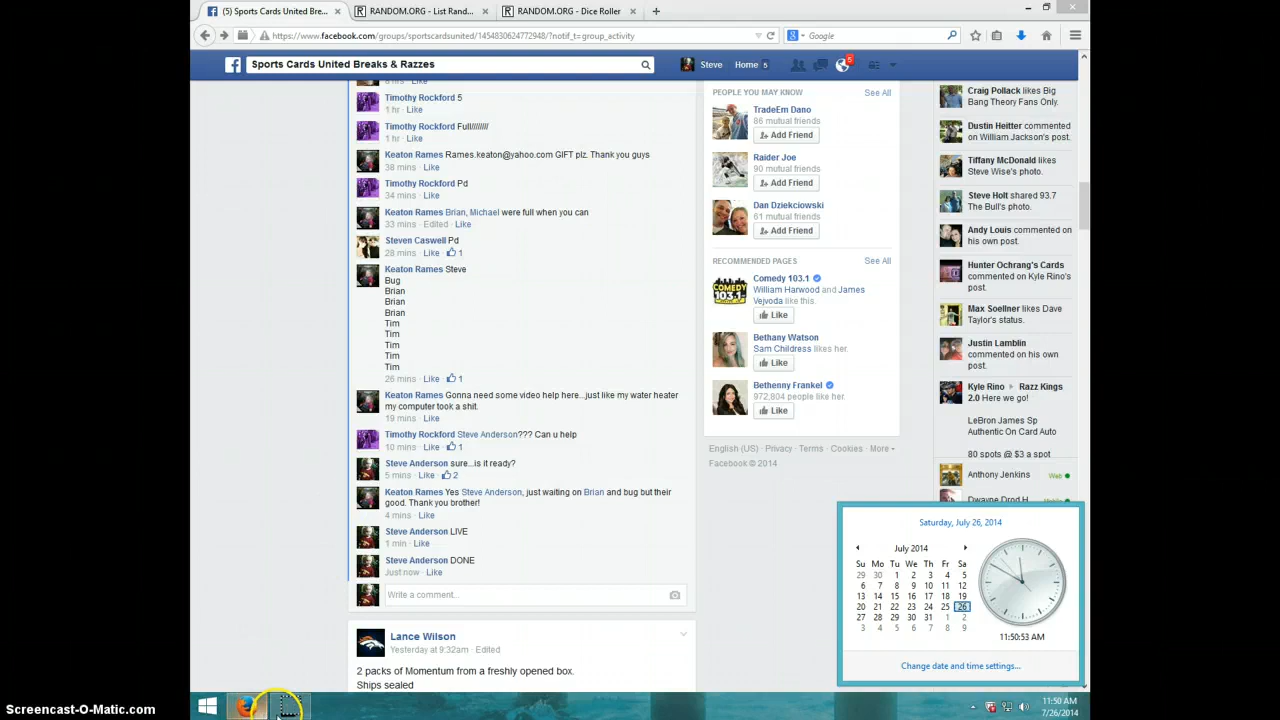 (5) Sports Cards United Bre...
RANDOM.ORG - List Rand...
RANDOM.ORG - Dice Roller
https://www.facebook.com/groups/sportscardsunited/1454830624772948/?notif_t=group_activity
Google
Sports Cards United Breaks & Razzes
Steve
Home 5
5
Like
Timothy Rockford 5
1 hr · Like
Timothy Rockford Full////////
1 hr · Like
Keaton Rames Rames.keaton@yahoo.com GIFT plz. Thank you guys
38 mins · Like
Timothy Rockford Pd
34 mins · Like
Keaton Rames Brian, Michael were full when you can
33 mins · Edited · Like
Steven Caswell Pd
28 mins · Like · 1
Keaton Rames Steve
Bug
Brian
Brian
Brian
Tim
Tim
Tim
Tim
Tim
26 mins · Like · 1
Keaton Rames Gonna need some video help here...just like my water heater
my computer took a shit.
19 mins · Like
Timothy Rockford Steve Anderson??? Can u help
10 mins · Like · 1
Steve Anderson sure...is it ready?
5 mins · Like · 2
Keaton Rames Yes Steve Anderson, just waiting on Brian and bug but their
good. Thank you brother!
4 mins · Like
Steve Anderson LIVE
1 min · Like
Steve Anderson DONE
Just now · Like
Write a comment...
Lance Wilson
Yesterday at 9:32am · Edited
2 packs of Momentum from a freshly opened box.
Ships sealed
PEOPLE YOU MAY KNOW
See All
TradeEm Dano
86 mutual friends
Add Friend
Raider Joe
90 mutual friends
Add Friend
Dan Dziekciowski
61 mutual friends
Add Friend
RECOMMENDED PAGES
See All
Comedy 103.1
William Harwood and James
Vejvoda like this.
Like
Bethany Watson
Sam Childress likes her.
Like
Bethenny Frankel
972,804 people like her.
Like
English (US) · Privacy · Terms · Cookies · More
Facebook © 2014
Craig Pollack likes Big
Bang Theory Fans Only.
Dustin Heitter commented
on William Jackson's post.
Tiffany McDonald likes
Steve Wise's photo.
Steve Holt shared 93.7
The Bull's photo.
Andy Louis commented on
his own post.
Hunter Ochrang's Cards
commented on Kyle Rino's
post.
Max Soellner likes Dave
Taylor's status.
Justin Lamblin
commented on his own
post.
Kyle Rino ▸ Razz Kings
2.0 Here we go!
LeBron James Sp
Authentic On Card Auto
80 spots @ $3 a spot
Anthony Jenkins
Web
Dwayne Drod H
Saturday, July 26, 2014
July 2014
Su Mo Tu We Th Fr Sa
29 30 1 2 3 4 5
6 7 8 9 10 11 12
13 14 15 16 17 18 19
20 21 22 23 24 25 26
27 28 29 30 31 1 2
3 4 5 6 7 8 9
11:50:53 AM
Change date and time settings...
11:50 AM
7/26/2014
Screencast-O-Matic.com